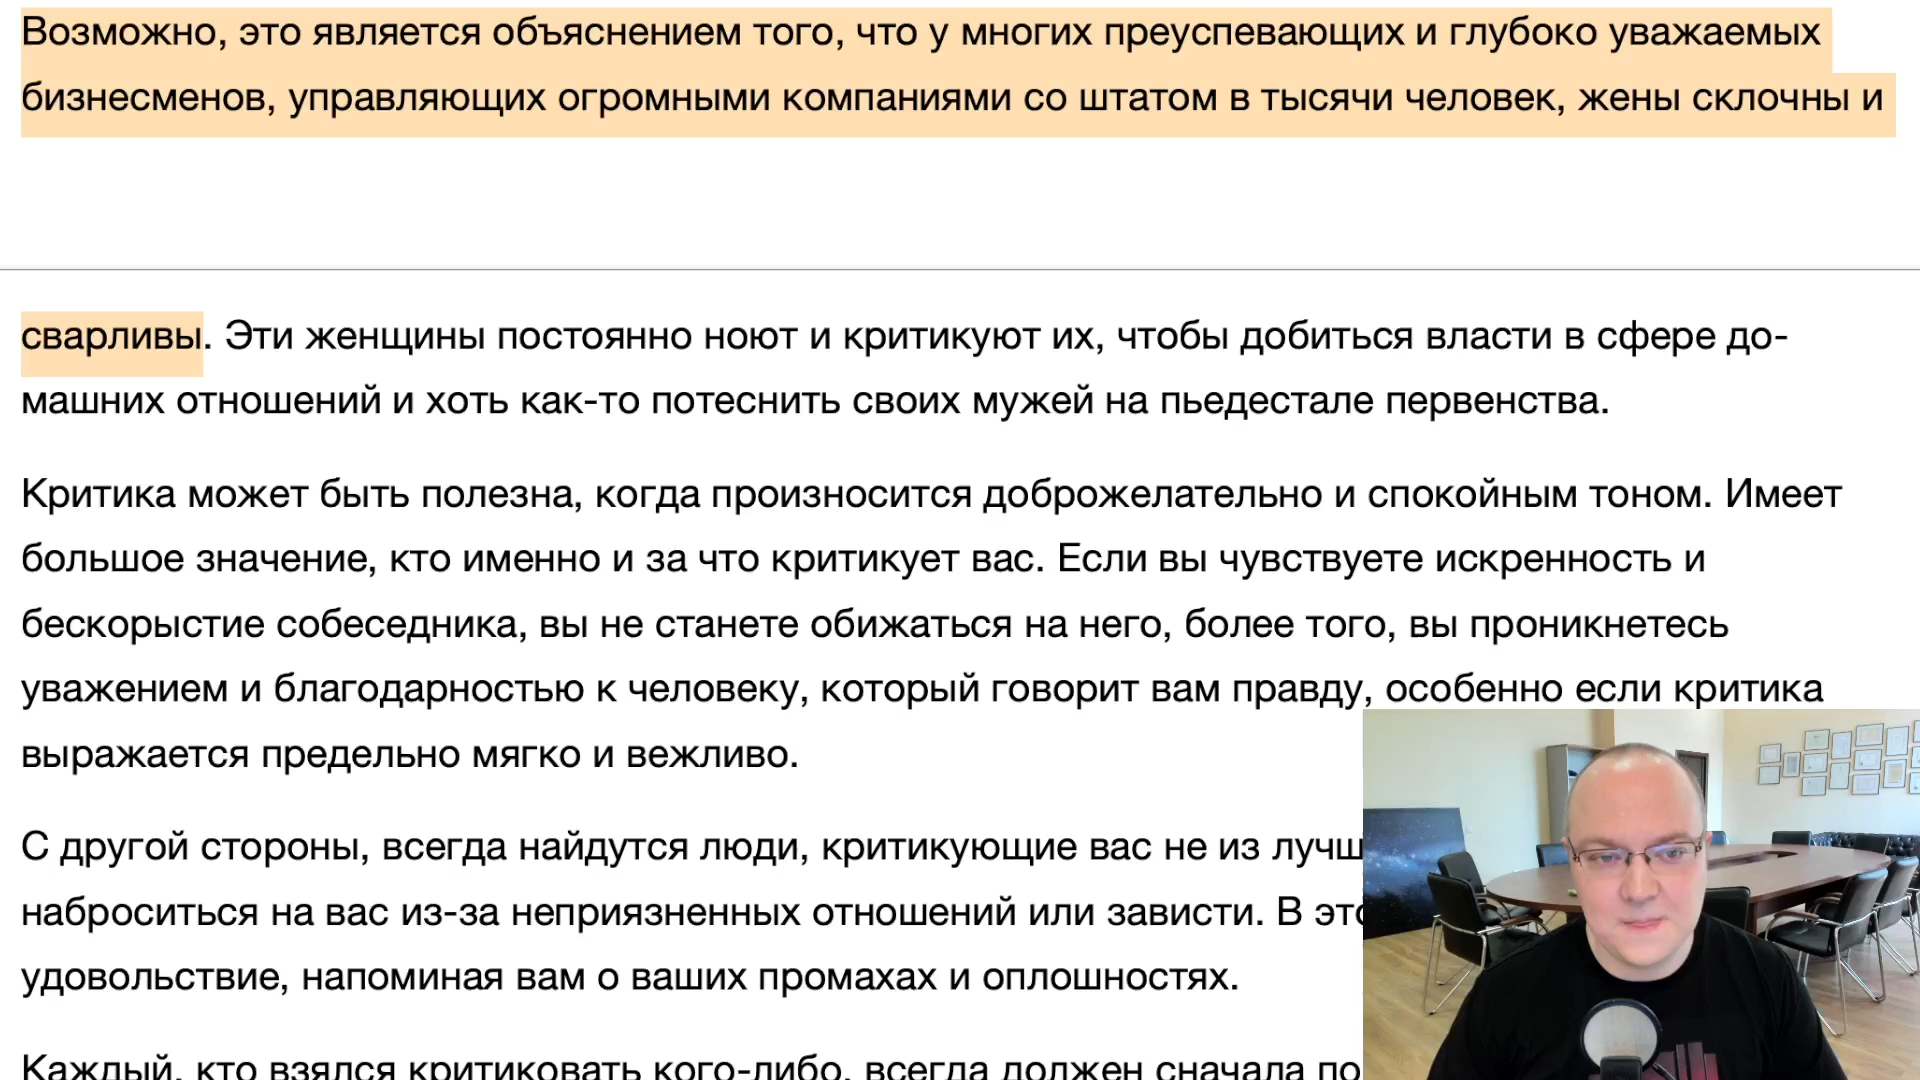 Возможно, это является объяснением того, что у многих преуспевающих и глубоко уважаемых
бизнесменов, управляющих огромными компаниями со штатом в тысячи человек, жены склочны и
сварливы. Эти женщины постоянно ноют и критикуют их, чтобы добиться власти в сфере до-
машних отношений и хоть как-то потеснить своих мужей на пьедестале первенства.
Критика может быть полезна, когда произносится доброжелательно и спокойным тоном. Имеет
большое значение, кто именно и за что критикует вас. Если вы чувствуете искренность и
бескорыстие собеседника, вы не станете обижаться на него, более того, вы проникнетесь
уважением и благодарностью к человеку, который говорит вам правду, особенно если критика
выражается предельно мягко и вежливо.
С другой стороны, всегда найдутся люди, критикующие вас не из лучш
наброситься на вас из-за неприязненных отношений или зависти. В это
удовольствие, напоминая вам о ваших промахах и оплошностях.
Каждый, кто взялся критиковать кого-либо, всегда должен сначала по